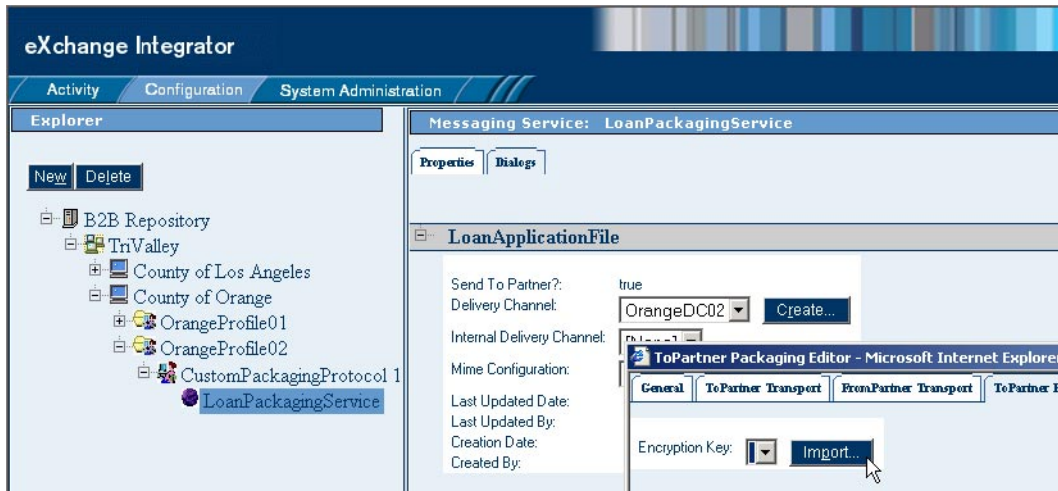 eXchange Integrator
Activity Configuration System Administration
Explorer
Messaging Service: LoanPackagingService
Properties Dialogs
New Delete
B2B Repository
TriValley
County of Los Angeles
County of Orange
OrangeProfile01
OrangeProfile02
CustomPackagingProtocol 1
LoanPackagingService
LoanApplicationFile
Send To Partner?: true
Delivery Channel: OrangeDC02 Create...
Internal Delivery Channel:
Mime Configuration:
Last Updated Date:
Last Updated By:
Creation Date:
Created By:
ToPartner Packaging Editor - Microsoft Internet Explorer
General ToPartner Transport FromPartner Transport ToPartner
Encryption Key: Import...